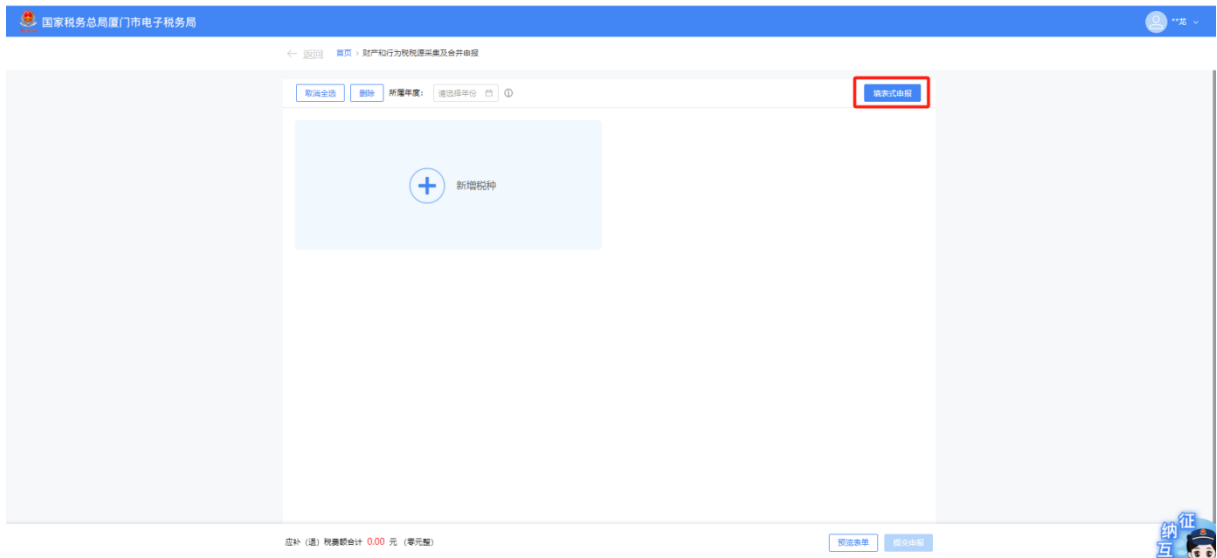 国家税务总局厦门市电子税务局
**龙
返回 首页 > 财产和行为税税源采集及合并申报
取消全选 删除 所属年度： 请选择年份 填表式申报
新增税种
应补（退）税费额合计 0.00 元 （零元整）
预览表单 提交申报
征
纳
互